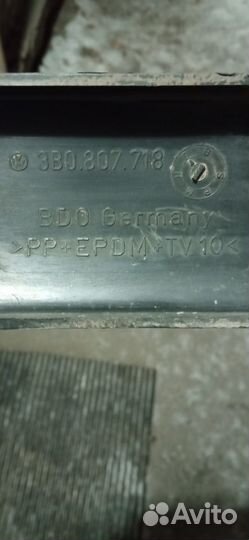 3B0.807.718
BDO Germany
>PP+EPDM+TV10<
Avito